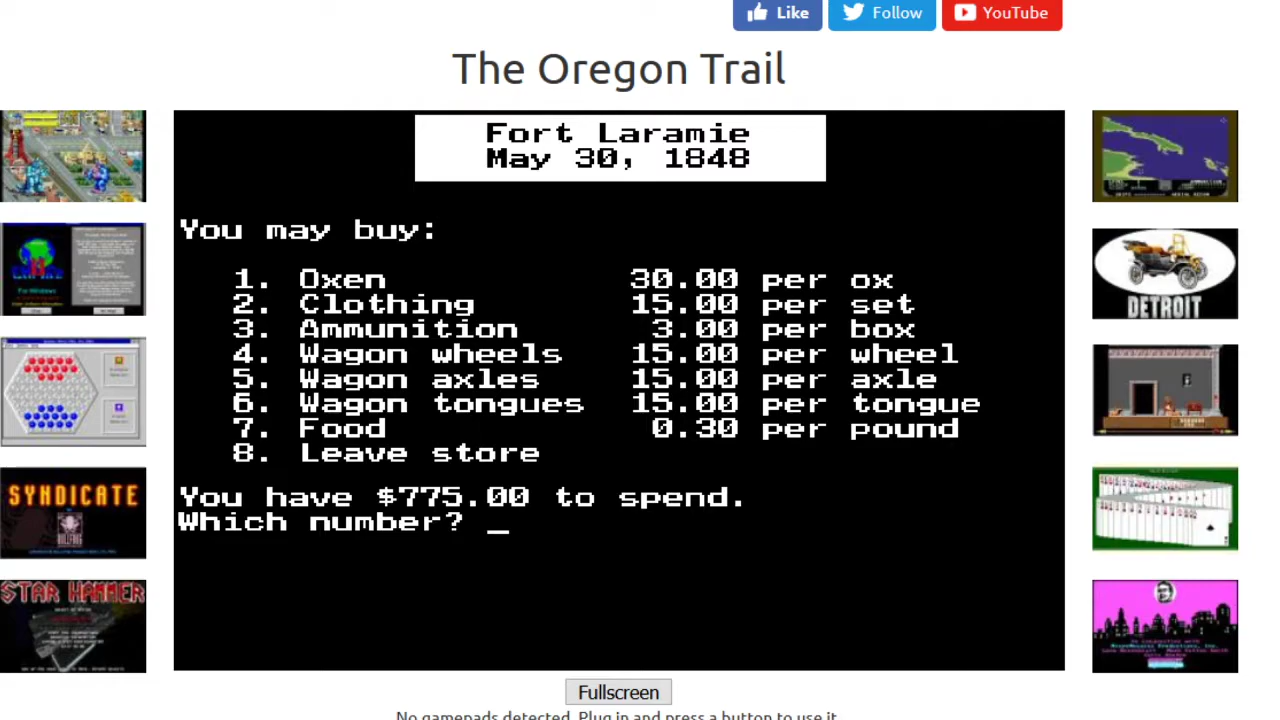 Like Follow YouTube
The Oregon Trail
Fort Laramie
May 30, 1848
You may buy:
1. Oxen 30.00 per ox
2. Clothing 15.00 per set
3. Ammunition 3.00 per box
4. Wagon wheels 15.00 per wheel
5. Wagon axles 15.00 per axle
6. Wagon tongues 15.00 per tongue
7. Food 0.30 per pound
8. Leave store
You have $775.00 to spend.
Which number? _
DETROIT
SYNDICATE
STAR HAMMER
Fullscreen
No gamepads detected. Plug in and press a button to use it.